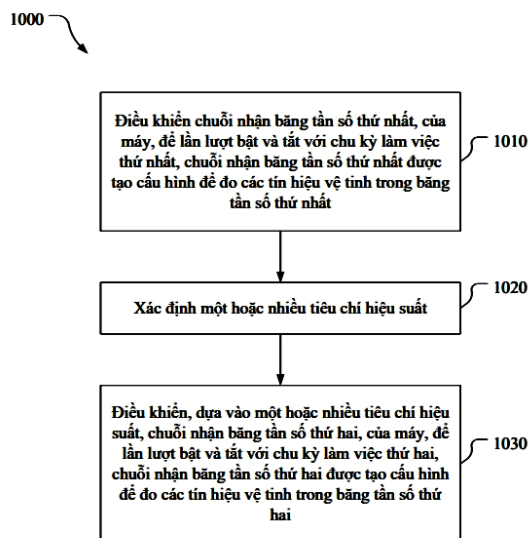 1000
Điều khiển chuỗi nhận băng tần số thứ nhất, của
máy, để lần lượt bật và tắt với chu kỳ làm việc
thứ nhất, chuỗi nhận băng tần số thứ nhất được
tạo cấu hình để đo các tín hiệu vệ tinh trong băng
tần số thứ nhất
1010
Xác định một hoặc nhiều tiêu chí hiệu suất
1020
Điều khiển, dựa vào một hoặc nhiều tiêu chí hiệu
suất, chuỗi nhận băng tần số thứ hai, của máy, để
lần lượt bật và tắt với chu kỳ làm việc thứ hai,
chuỗi nhận băng tần số thứ hai được tạo cấu hình
để đo các tín hiệu vệ tinh trong băng tần số thứ
hai
1030